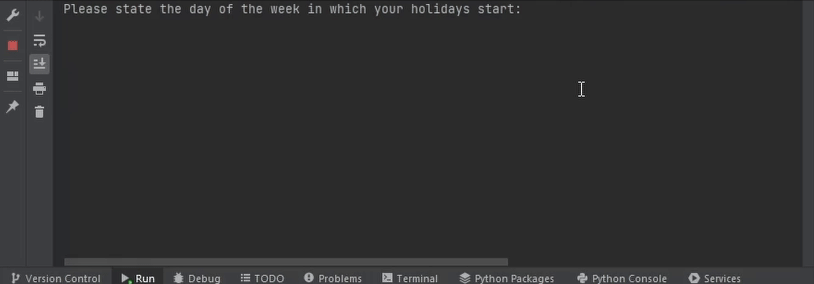 Please state the day of the week in which your holidays start:
Version Control Run Debug TODO Problems Terminal Python Packages Python Console Services